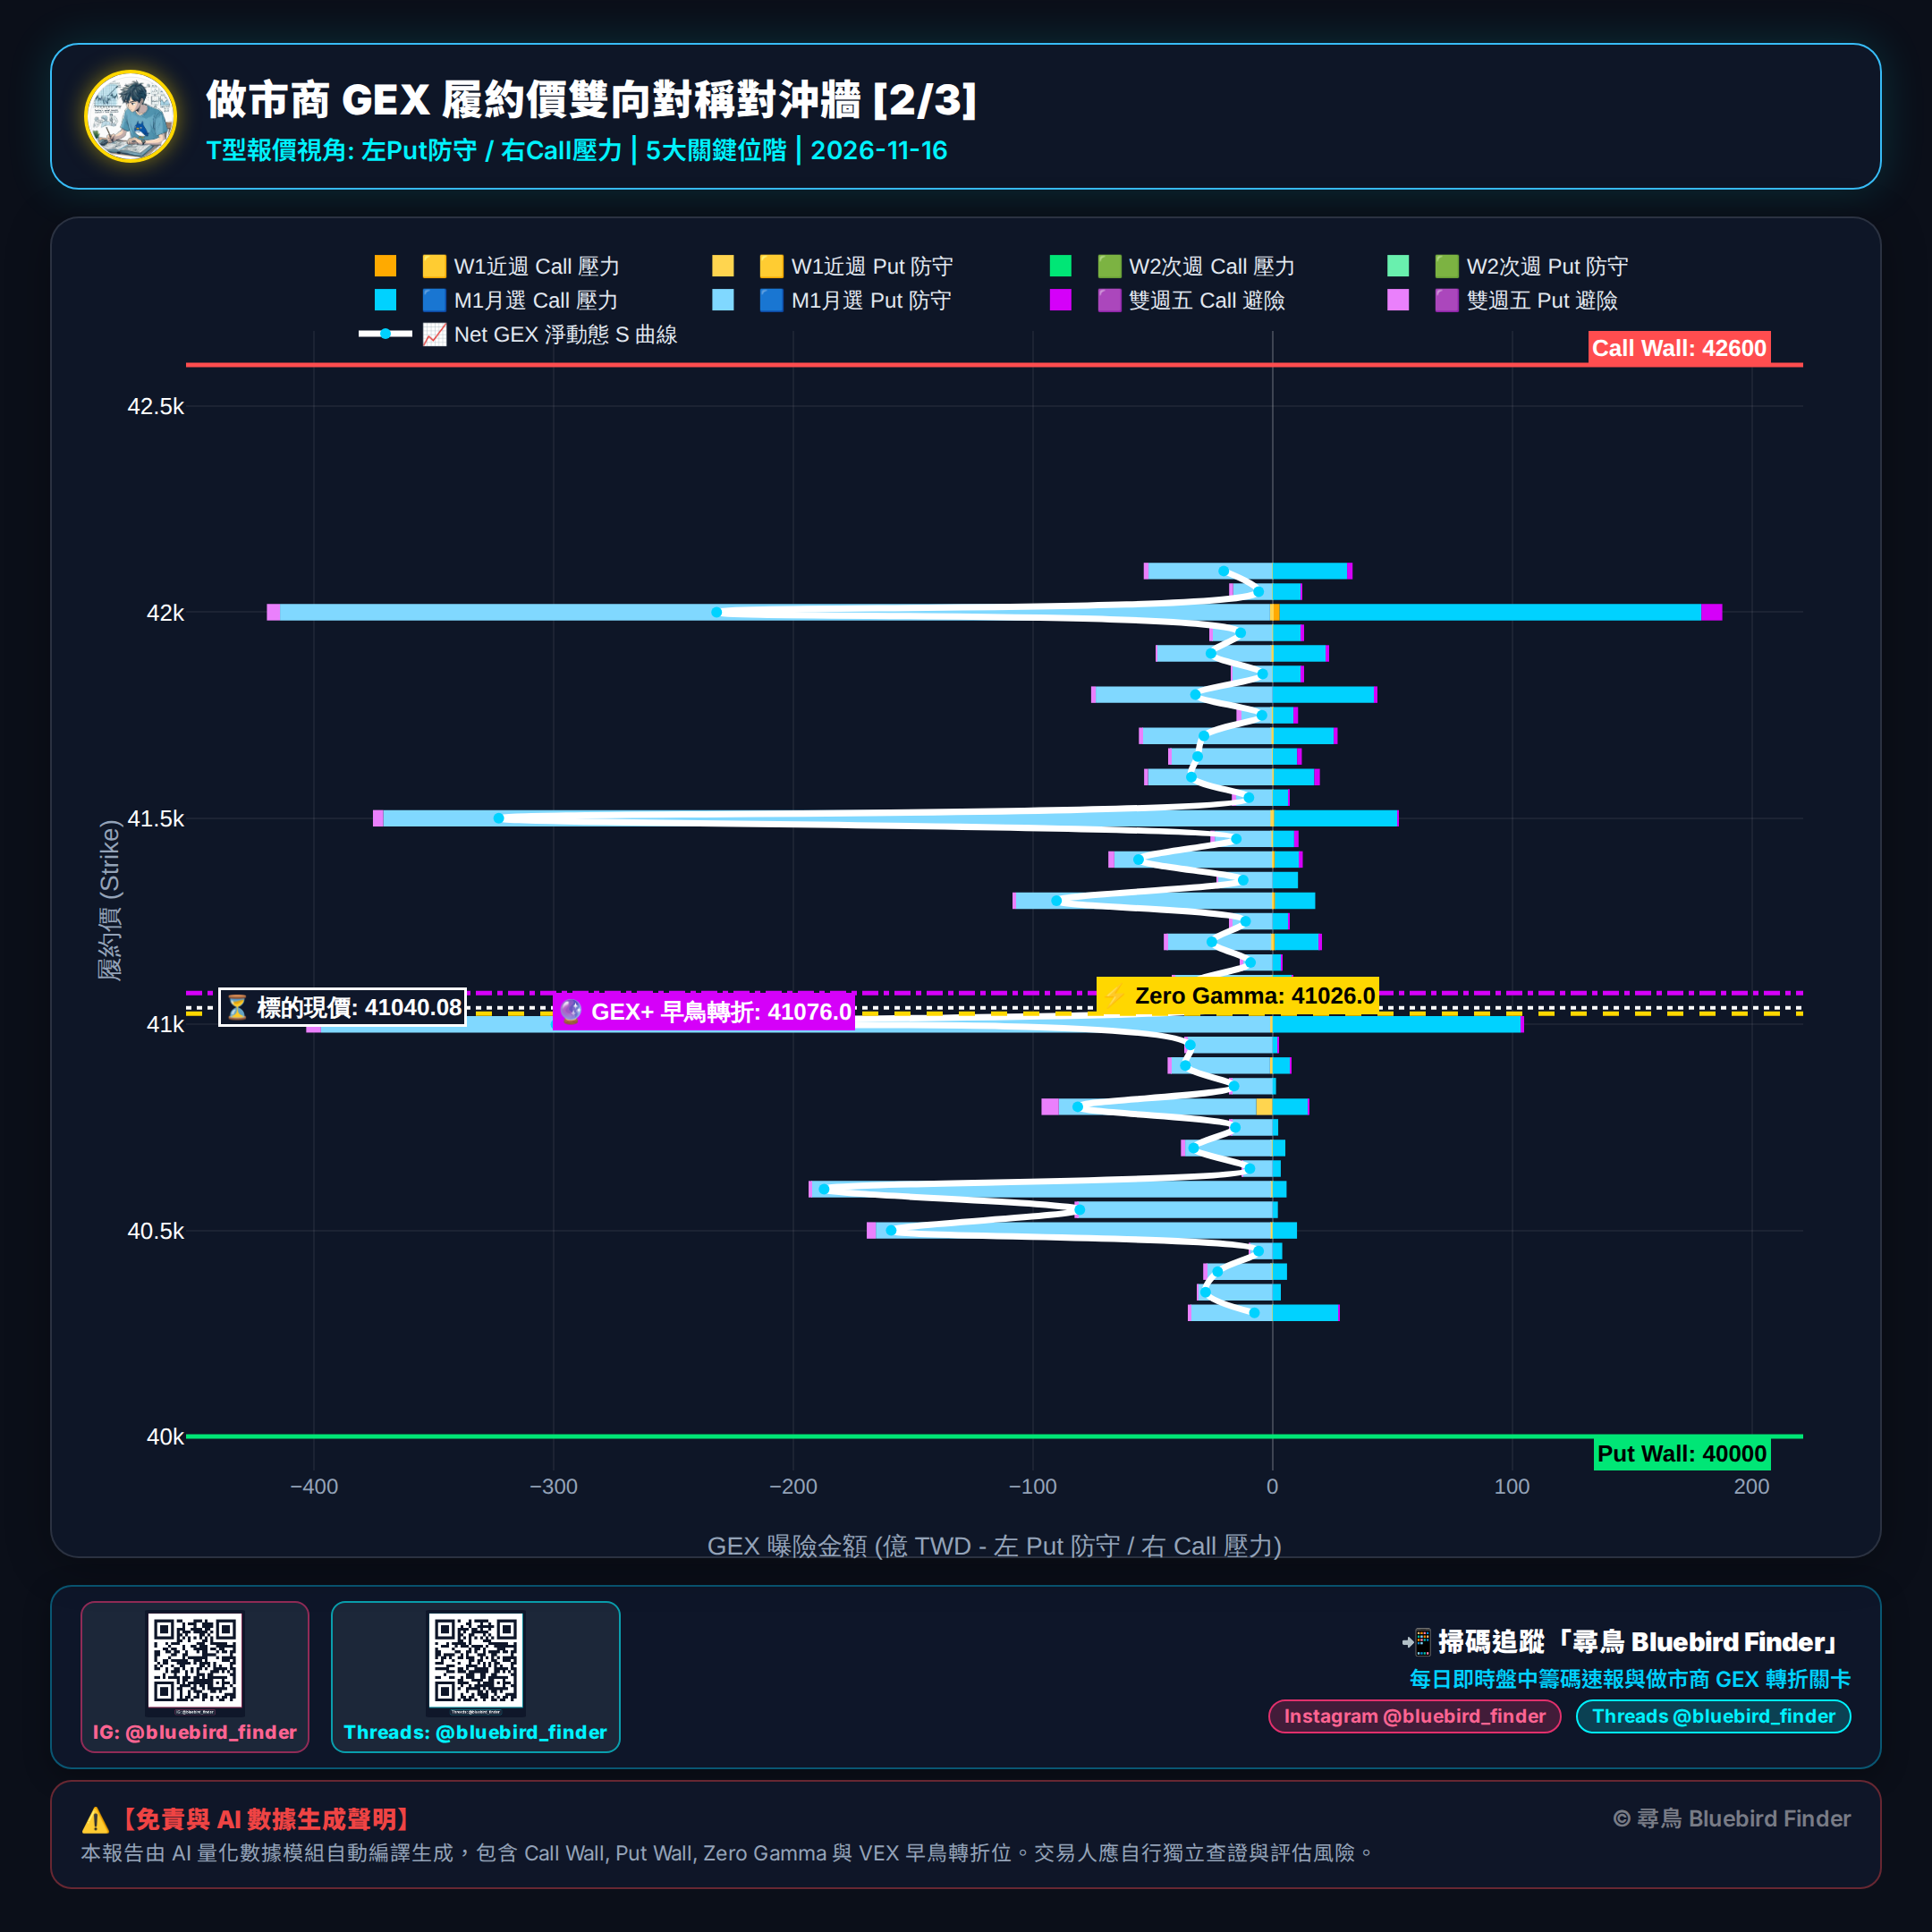 做市商 GEX 履約價雙向對稱對沖牆 [2/3]
T型報價視角: 左Put防守 / 右Call壓力 | 5大關鍵位階 | 2026-11-16
W1近週 Call 壓力
W1近週 Put 防守
W2次週 Call 壓力
W2次週 Put 防守
M1月選 Call 壓力
M1月選 Put 防守
雙週五 Call 避險
雙週五 Put 避險
Net GEX 淨動態 S 曲線
Call Wall: 42600
42.5k
42k
41.5k
履約價 (Strike)
Zero Gamma: 41026.0
標的現價: 41040.08
GEX+ 早鳥轉折: 41076.0
41k
40.5k
40k
Put Wall: 40000
−400
−300
−200
−100
0
100
200
GEX 曝險金額 (億 TWD - 左 Put 防守 / 右 Call 壓力)
IG: @bluebird_finder
Threads: @bluebird_finder
IG: @bluebird_finder
Threads: @bluebird_finder
掃碼追蹤「尋鳥 Bluebird Finder」
每日即時盤中籌碼速報與做市商 GEX 轉折關卡
Instagram @bluebird_finder
Threads @bluebird_finder
【免責與 AI 數據生成聲明】
© 尋鳥 Bluebird Finder
本報告由 AI 量化數據模組自動編譯生成，包含 Call Wall, Put Wall, Zero Gamma 與 VEX 早鳥轉折位。交易人應自行獨立查證與評估風險。